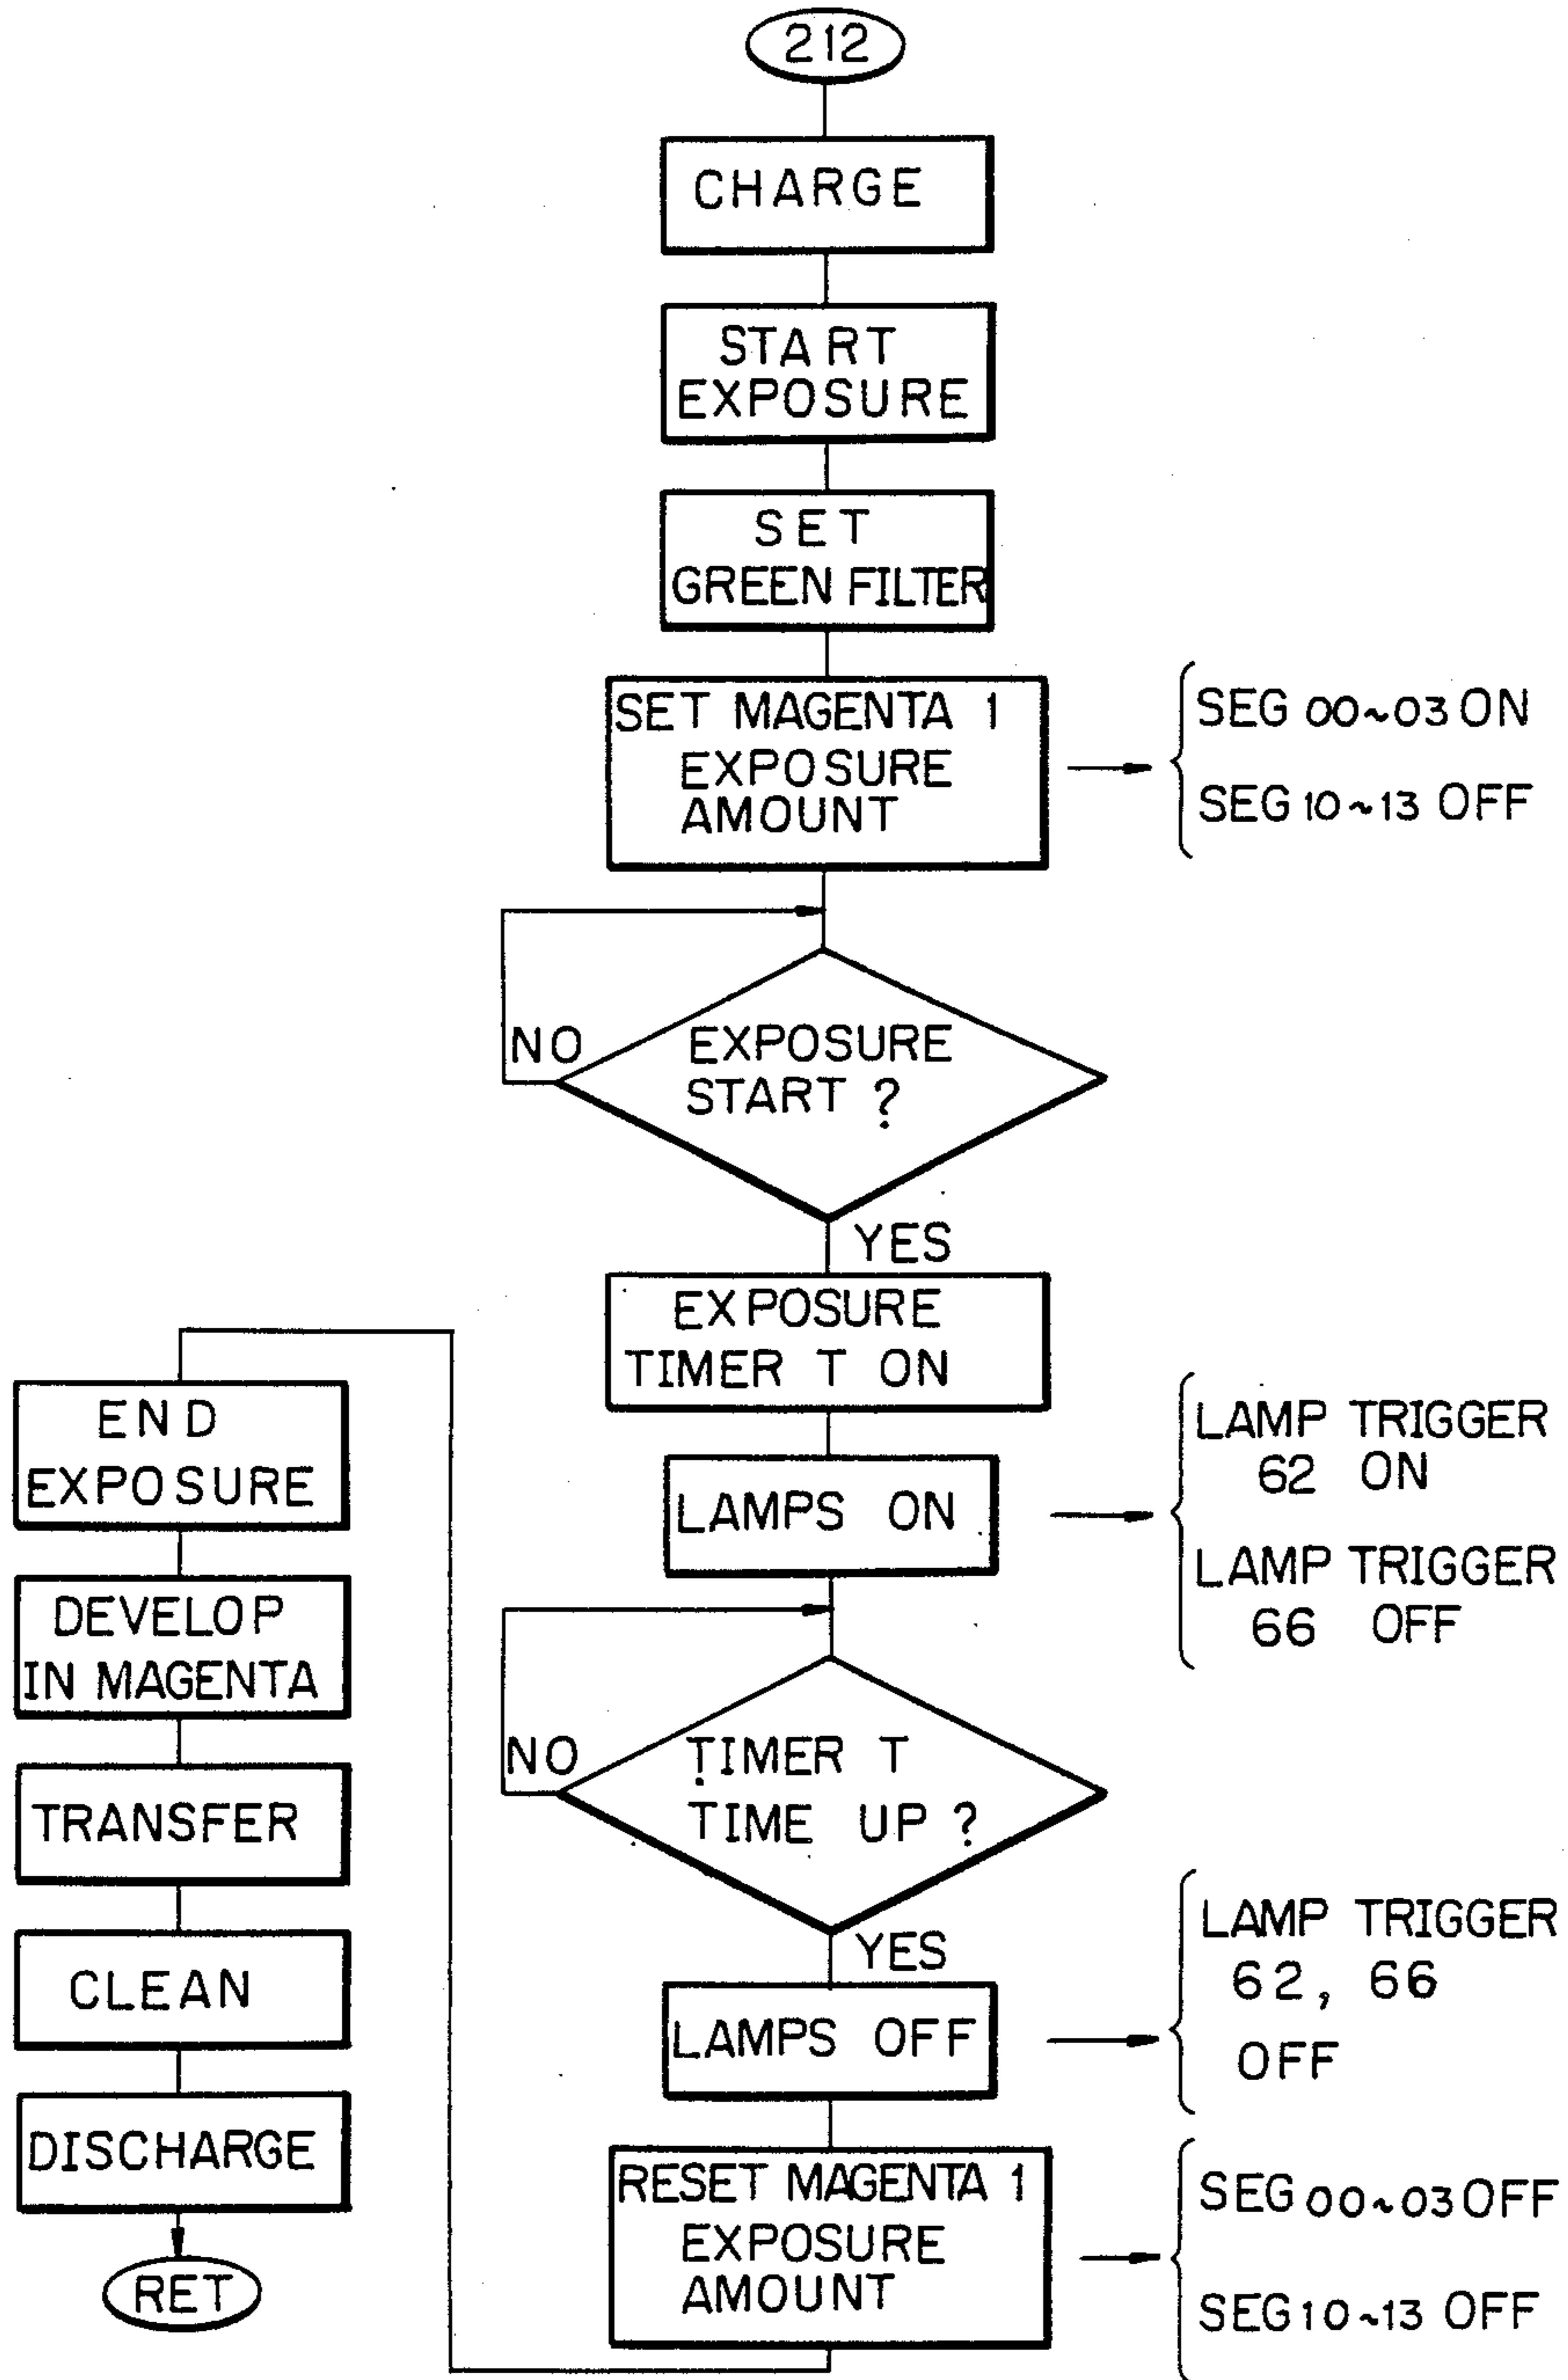 212
CHARGE
START
EXPOSURE
SET
GREEN FILTER
SET MAGENTA 1
EXPOSURE
AMOUNT
SEG 00~03 ON
SEG 10~13 OFF
NO
EXPOSURE
START ?
YES
EXPOSURE
TIMER T ON
LAMPS ON
LAMP TRIGGER
62 ON
LAMP TRIGGER
66 OFF
NO
TIMER T
TIME UP ?
YES
LAMPS OFF
LAMP TRIGGER
62, 66
OFF
RESET MAGENTA 1
EXPOSURE
AMOUNT
SEG 00~03 OFF
SEG 10~13 OFF
END
EXPOSURE
DEVELOP
IN MAGENTA
TRANSFER
CLEAN
DISCHARGE
RET